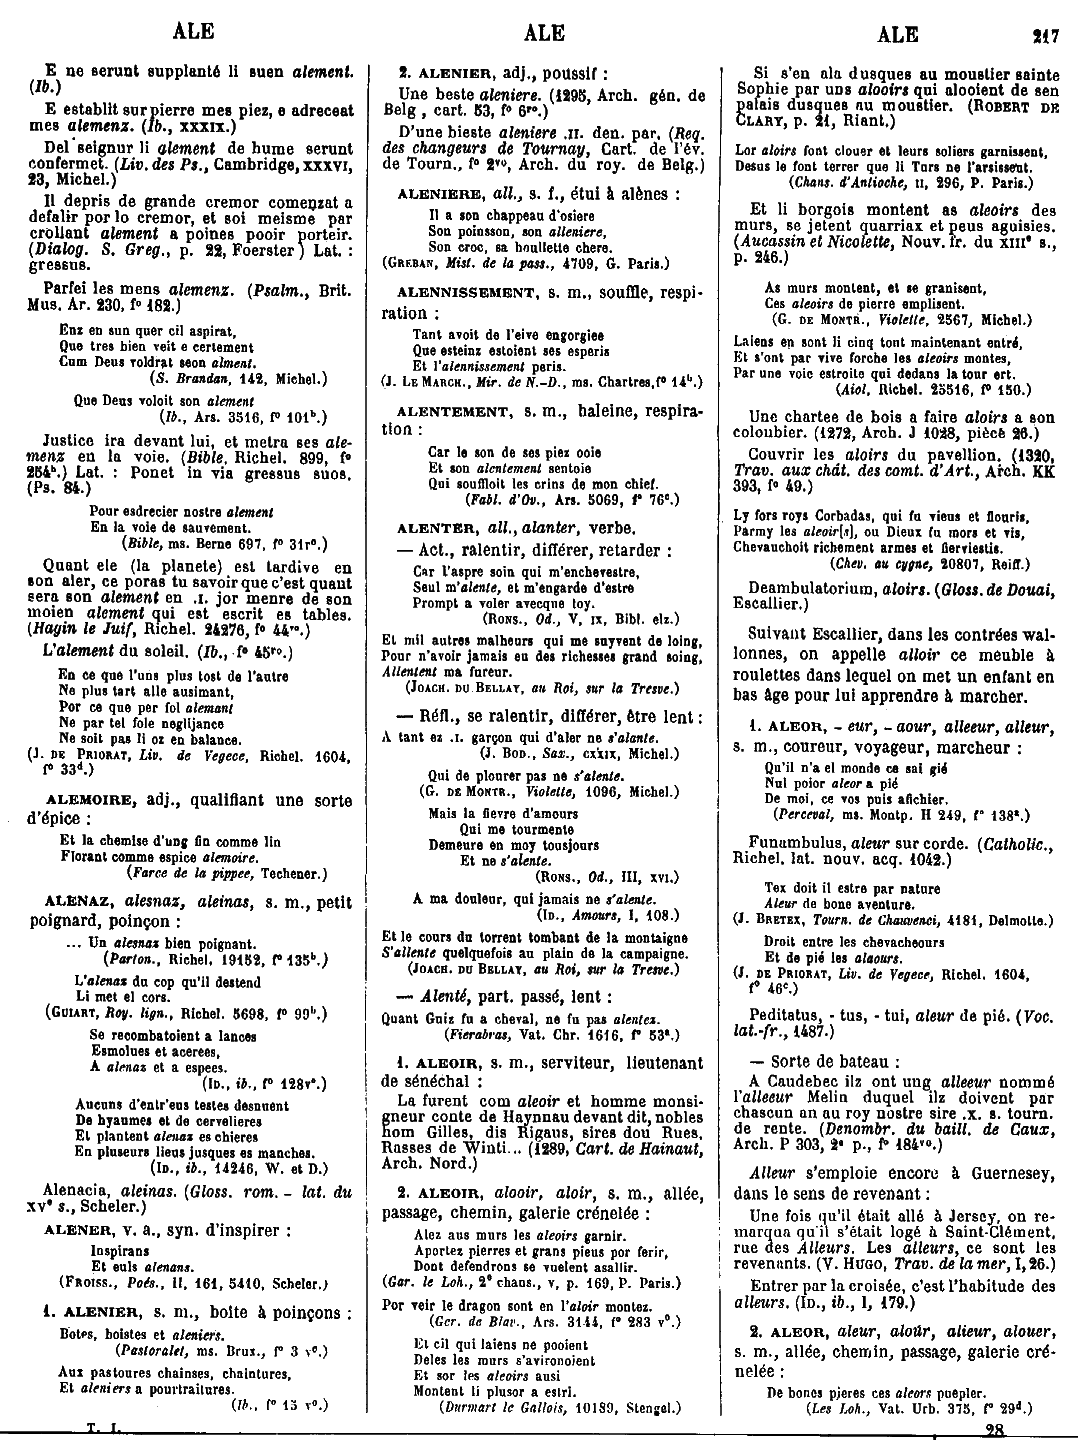 ALE
ALE
ALE
217
E ne serunt supplanté li suen alement.
(Ib.)
E establit sur pierre mes piez, e adreceat
mes alemenz. (Ib., XXXIX.)
Del seignur li alement de hume serunt
confermet. (Liv. des Ps., Cambridge, XXXVI,
23, Michel.)
Il depris de grande cremor comenzat a
defalir por lo cremor, et soi meisme par
crollant alement a poines pooir porteir.
(Dialog. S. Greg., p. 22, Foerster) Lat. :
gressus.
Parfei les mens alemenz. (Psalm., Brit.
Mus. Ar. 230, f° 182.)
Enz en sun quer cil aspirat,
Que tres bien veit e certement
Cum Deus voldrat seon alment.
(S. Brandan, 142, Michel.)
Que Deus voloit son alement
(Ib., Ars. 3516, f° 101ᵇ.)
Justice ira devant lui, et metra ses ale-
menz en la voie. (Bible, Richel. 899, f°
254ᵇ.) Lat. : Ponet in via gressus suos.
(Ps. 84.)
Pour esdrecier nostre alement
En la voie de sauvement.
(Bible, ms. Berne 697, f° 31r°.)
Quant ele (la planete) est tardive en
son aler, ce poras tu savoir que c'est quant
sera son alement en .I. jor menre de son
moien alement qui est escrit es tables.
(Hagin le Juif, Richel. 24276, f° 44ʳᵒ.)
L'alement du soleil. (Ib., f° 45ʳᵒ.)
En ce que l'uns plus tost de l'autre
Ne plus tart alle ausimant,
Por ce que per fol alemant
Ne par tel fole neglijance
Ne soit pas li oz en balance.
(J. DE PRIORAT, Liv. de Vegece, Richel. 1604,
f° 33ᵈ.)
ALEMOIRE, adj., qualifiant une sorte
d'épice :
Et la chemise d'ung fin comme lin
Florant comme espice alemoire.
(Farce de la pippee, Techener.)
ALENAZ, alesnaz, aleinas, s. m., petit
poignard, poinçon :
... Un alesnaz bien poignant.
(Parton., Richel. 19152, f° 135ᵇ.)
L'alenaz du cop qu'il destend
Li met el cors.
(GUIART, Roy. lign., Richel. 5698, f° 99ᵇ.)
Se recombatoient a lances
Esmolues et acerees,
A alenaz et a espees.
(ID., ib., f° 128v°.)
Aucuns d'entr'eus testes desnuent
De hyaumes et de cervelieres
Et plantent alenaz es chieres
En pluseurs lieus jusques es manches.
(ID., ib., 14246, W. et D.)
Alenacia, aleinas. (Gloss. rom. - lat. du
XVᵉ s., Scheler.)
ALENER, v. a., syn. d'inspirer :
Inspirans
Et euls alenans.
(FROISS., Poés., II, 161, 5410, Scheler.)
1. ALENIER, s. m., boîte à poinçons :
Botes, boistes et aleniers.
(Pastoralet, ms. Brux., f° 3 v°.)
Aux pastoures chainses, chaintures,
Et aleniers a pourtraitures.
(Ib., f° 13 v°.)
T. I.
2. ALENIER, adj., poussif :
Une beste aleniere. (1295, Arch. gén. de
Belg, cart. 53, f° 6ʳᵒ.)
D'une bieste aleniere .II. den. par. (Reg.
des changeurs de Tournay, Cart. de l'év.
de Tourn., f° 2ᵛᵒ, Arch. du roy. de Belg.)
ALENIERE, all., s. f., étui à alènes :
Il a son chappeau d'osiere
Son poinsson, son alleniere,
Son croc, sa houllette chere.
(GREBAN, Mist. de la pass., 4709, G. Paris.)
ALENNISSEMENT, s. m., souffle, respi-
ration :
Tant avoit de l'eive engorgiee
Que esteinz estoient ses esperis
Et l'alennissement peris.
(J. LE MARCH., Mir. de N.-D., ms. Chartres, f° 14ᵇ.)
ALENTEMENT, s. m., haleine, respira-
tion :
Car le son de ses piez ooie
Et son alentement sentoie
Qui souffloit les crins de mon chief.
(Fabl. d'Ov., Ars. 5069, f° 76ᶜ.)
ALENTER, all., alanter, verbe.
— Act., ralentir, différer, retarder :
Car l'aspre soin qui m'enchevestre,
Seul m'alente, et m'engarde d'estre
Prompt a voler avecque toy.
(RONS., Od., V, IX, Bibl. elz.)
Et mil autres malheurs qui me suyvent de loing,
Pour n'avoir jamais eu des richesses grand soing,
Allentent ma fureur.
(JOACH. DU BELLAY, au Roi, sur la Tresve.)
— Réfl., se ralentir, différer, être lent :
A tant ez .I. garçon qui d'aler ne s'alante.
(J. BOD., Sax., CXXIX, Michel.)
Qui de plourer pas ne s'alente.
(G. DE MONTR., Violette, 1096, Michel.)
Mais la fievre d'amours
Qui me tourmente
Demeure en moy tousjours
Et ne s'alente.
(RONS., Od., III, XVI.)
A ma douleur, qui jamais ne s'alente.
(ID., Amours, I, 108.)
Et le cours du torrent tombant de la montaigne
S'allente quelquefois au plain de la campaigne.
(JOACH. DU BELLAY, au Roi, sur la Tresve.)
— Alenté, part. passé, lent :
Quant Guiz fu a cheval, ne fu pas alentez.
(Fierabras, Vat. Chr. 1616, f° 53ᵃ.)
1. ALEOIR, s. m., serviteur, lieutenant
de sénéchal :
La furent com aleoir et homme monsi-
gneur conte de Haynnau devant dit, nobles
hom Gilles, dis Rigaus, sires dou Rues,
Rasses de Winti... (1289, Cart. de Hainaut,
Arch. Nord.)
2. ALEOIR, alooir, aloir, s. m., allée,
passage, chemin, galerie crénelée :
Alez aus murs les aleoirs garnir.
Aportez pierres et grans pieus por ferir,
Dont defendrons se vuelent asallir.
(Gar. le Loh., 2ᵉ chans., V, p. 169, P. Paris.)
Por veir le dragon sont en l'aloir montez.
(Ger. de Blav., Ars. 3144, f° 283 v°.)
Et cil qui laiens ne pooient
Deles les murs s'avironoient
Et sor les aleoirs ausi
Montent li plusor a estri.
(Durmart le Gallois, 10189, Stengel.)
Si s'en ala dusques au moustier sainte
Sophie par uns alooirs qui alooient de sen
palais dusques au moustier. (ROBERT DE
CLARY, p. 21, Riant.)
Lor aloirs font clouer et leurs soliers garnissent,
Desus le font terrer que li Turs ne l'arsissent.
(Chans. d'Antioche, II, 296, P. Paris.)
Et li borgois montent as aleoirs des
murs, se jetent quarriax et peus aguisies.
(Aucassin et Nicolette, Nouv. fr. du XIIIᵉ s.,
p. 246.)
As murs montent, et se granisent,
Ces aleoirs de pierre emplisent.
(G. DE MONTR., Violette, 2567, Michel.)
Laiens en sont li cinq tont maintenant entré,
Et s'ont par vive forche les aleoirs montes,
Par une voie estroite qui dedans la tour ert.
(Aiol, Richel. 25516, f° 150.)
Une chartee de bois a faire aloirs a son
coloubier. (1272, Arch. J 1028, pièce 26.)
Couvrir les aloirs du pavellion. (1320,
Trav. aux chât. des comt. d'Art., Arch. KK
393, f° 49.)
Ly fors roys Corbadas, qui fu viens et flouris,
Parmy les aleoir[s], ou Dieux fu mors et vis,
Chevauchoit richement armes et fierviestis.
(Chev. au cygne, 20807, Reiff.)
Deambulatorium, aloirs. (Gloss. de Douai,
Escallier.)
Suivant Escallier, dans les contrées wal-
lonnes, on appelle alloir ce meuble à
roulettes dans lequel on met un enfant en
bas âge pour lui apprendre à marcher.
1. ALEOR, - eur, - aour, alleeur, alleur,
s. m., coureur, voyageur, marcheur :
Qu'il n'a el monde ce sai gié
Nul poior aleor a pié
De moi, ce vos puis afichier.
(Perceval, ms. Montp. H 249, f° 138ᵃ.)
Funambulus, aleur sur corde. (Catholic.,
Richel. lat. nouv. acq. 1042.)
Tex doit il estre par nature
Aleur de bone aventure.
(J. BRETEX, Tourn. de Chauvenci, 4181, Delmotte.)
Droit entre les chevacheours
Et de pié les alaours.
(J. DE PRIORAT, Liv. de Vegece, Richel. 1604,
f° 46ᶜ.)
Peditatus, - tus, - tui, aleur de pié. (Voc.
lat.-fr., 1487.)
— Sorte de bateau :
A Caudebec ilz ont ung alleeur nommé
l'alleeur Melin duquel ilz doivent par
chascun an au roy nostre sire .X. s. tourn.
de rente. (Denombr. du baill. de Caux,
Arch. P 303, 2ᵉ p., f° 184ᵛᵒ.)
Alleur s'emploie encore à Guernesey,
dans le sens de revenant :
Une fois qu'il était allé à Jersey, on re-
marqua qu'il s'était logé à Saint-Clément,
rue des Alleurs. Les alleurs, ce sont les
revenants. (V. HUGO, Trav. de la mer, I, 26.)
Entrer par la croisée, c'est l'habitude des
alleurs. (ID., ib., I, 179.)
2. ALEOR, aleur, aloür, alieur, alouer,
s. m., allée, chemin, passage, galerie cré-
nelée :
De bones pieres ces aleors puepler.
(Les Loh., Vat. Urb. 375, f° 29ᵈ.)
28